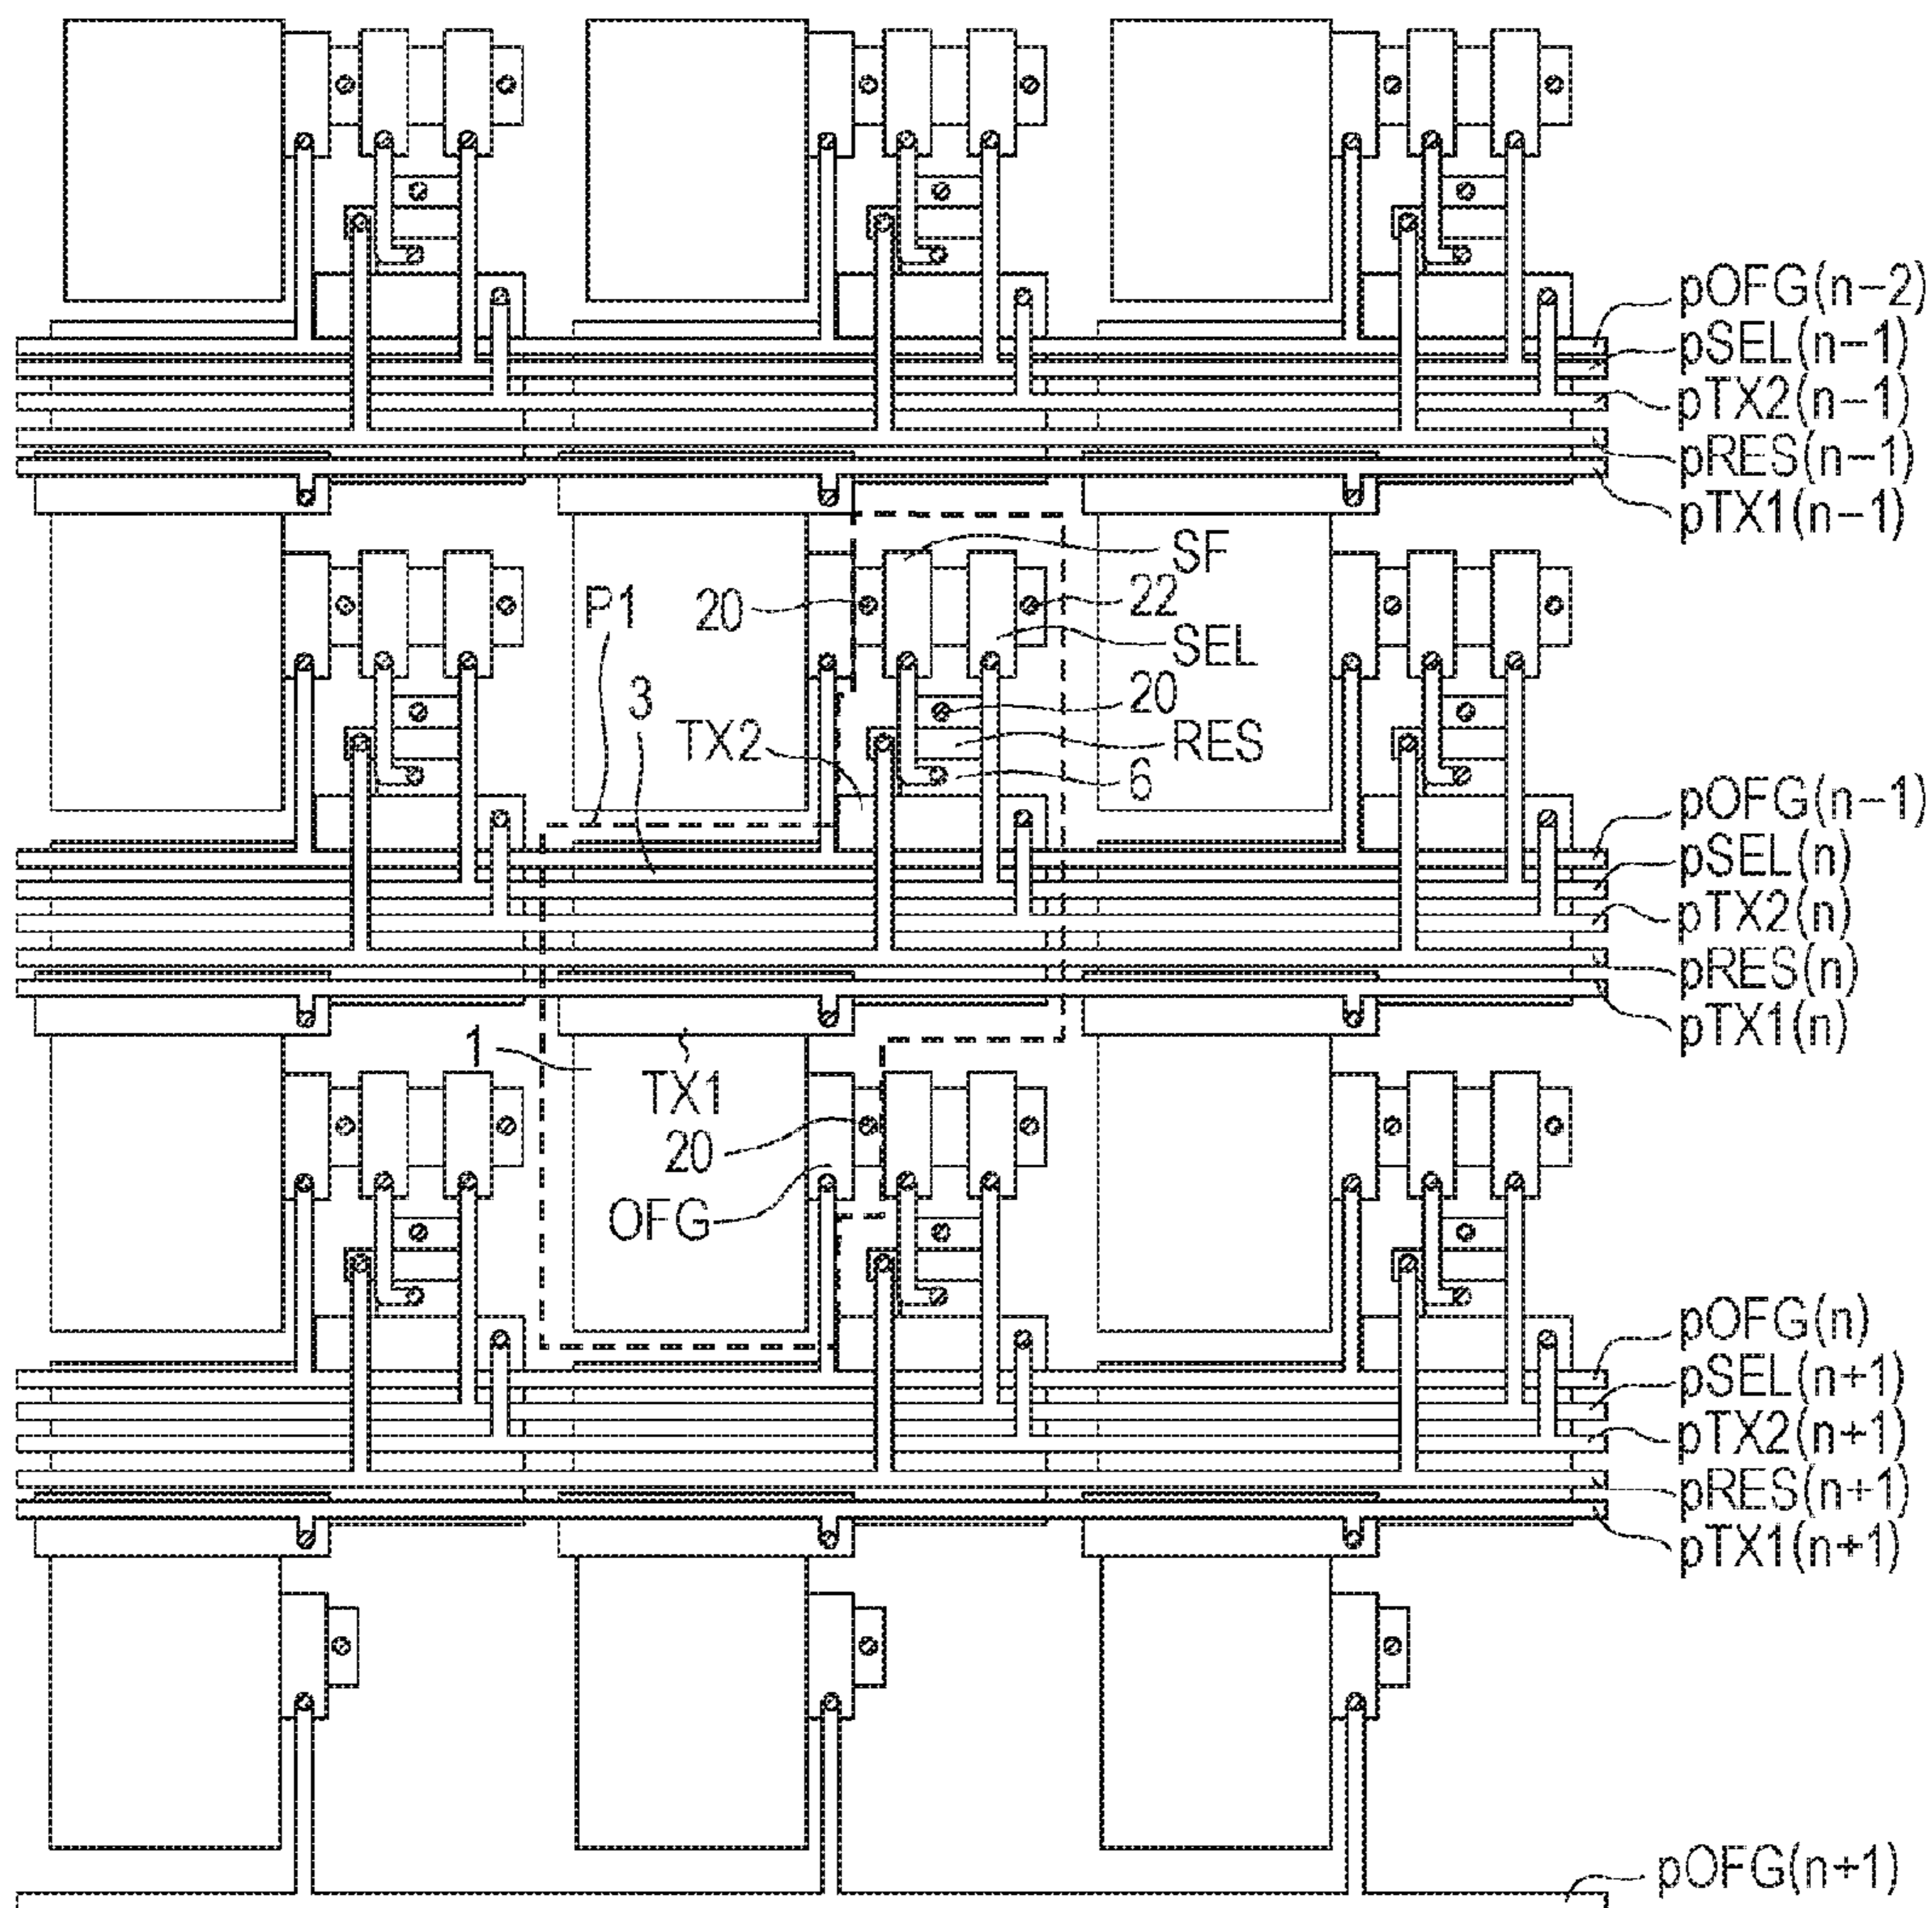 pOFG(n-2)
pSEL(n-1)
pTX2(n-1)
pRES(n-1)
pTX1(n-1)
SF
P1
20
22
SEL
3
TX2
20
RES
6
pOFG(n-1)
pSEL(n)
pTX2(n)
pRES(n)
pTX1(n)
1
TX1
20
OFG
pOFG(n)
pSEL(n+1)
pTX2(n+1)
pRES(n+1)
pTX1(n+1)
pOFG(n+1)